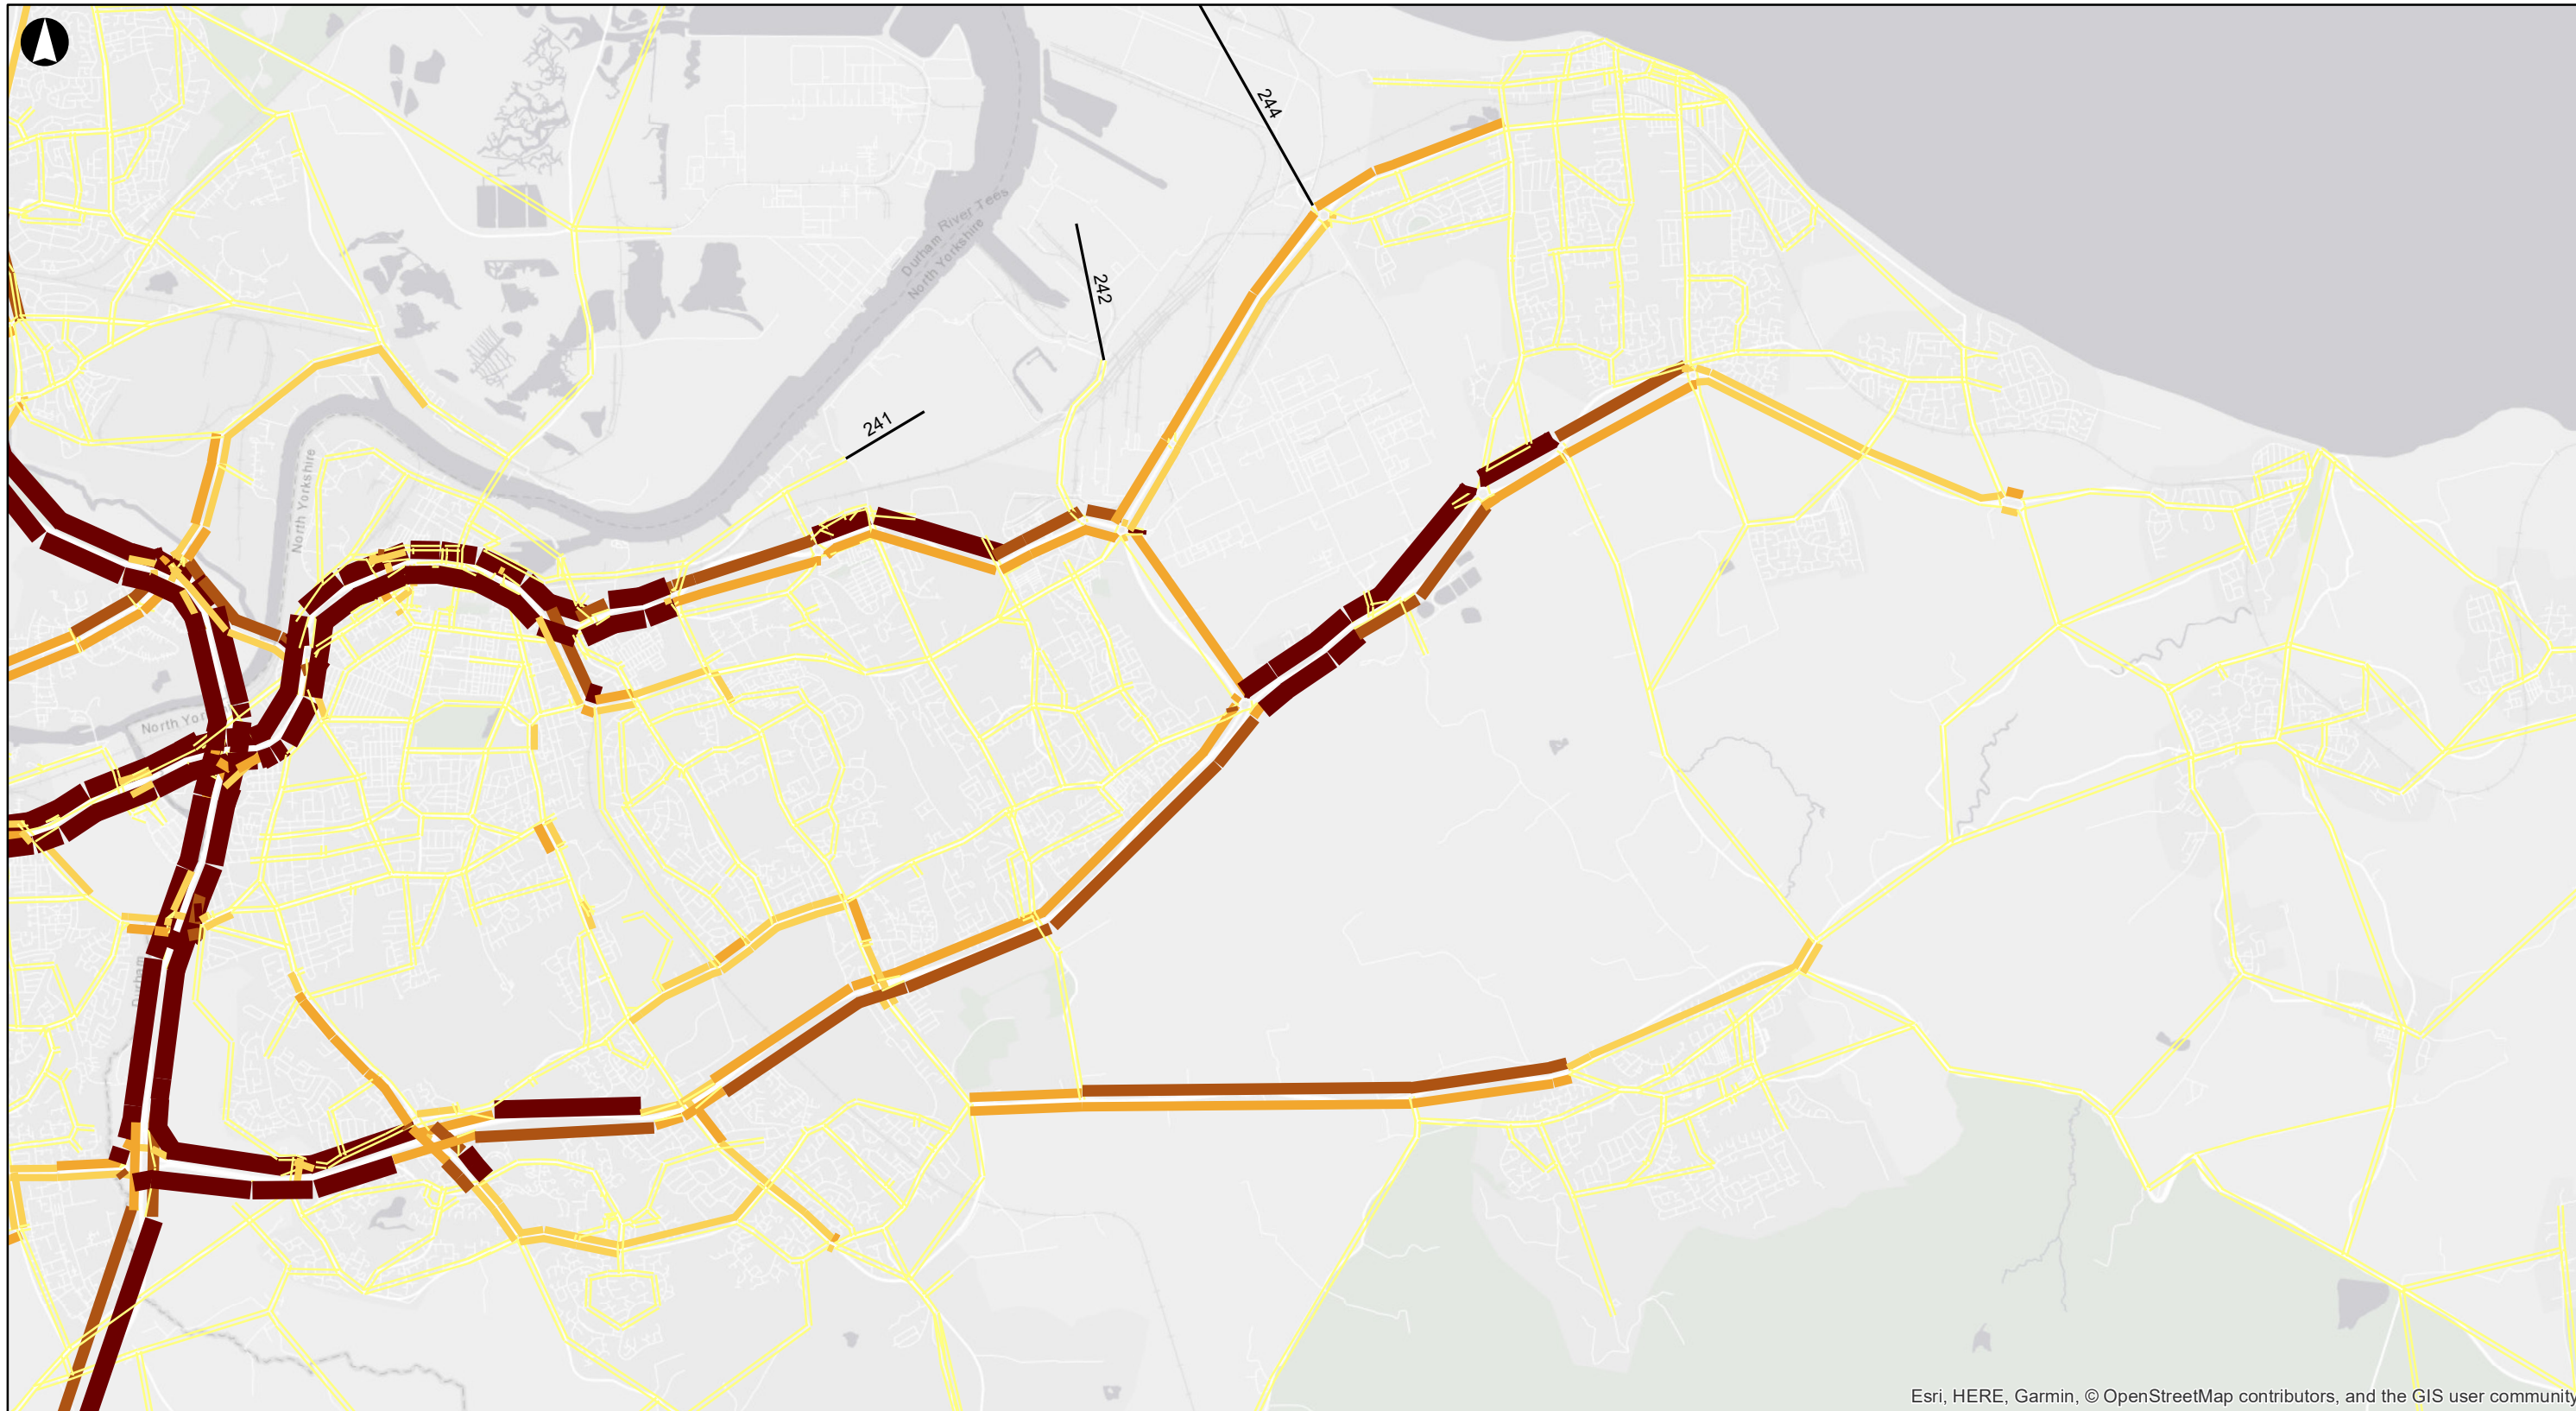 244
Durham River Tees
North Yorkshire
242
241
North Yorkshire
North Yor
Durham
Esri, HERE, Garmin, © OpenStreetMap contributors, and the GIS user community